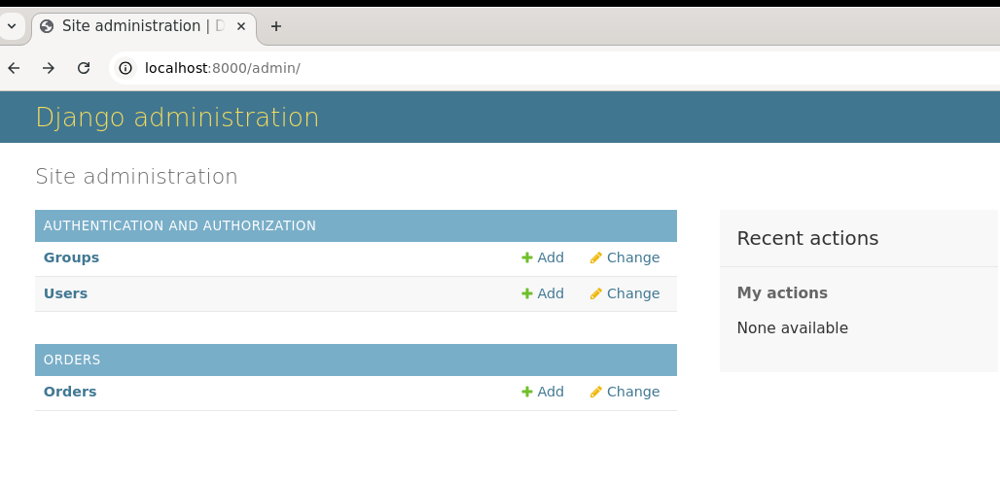 Site administration | D
localhost:8000/admin/
Django administration
Site administration
AUTHENTICATION AND AUTHORIZATION
Groups Add Change
Users Add Change
ORDERS
Orders Add Change
Recent actions
My actions
None available